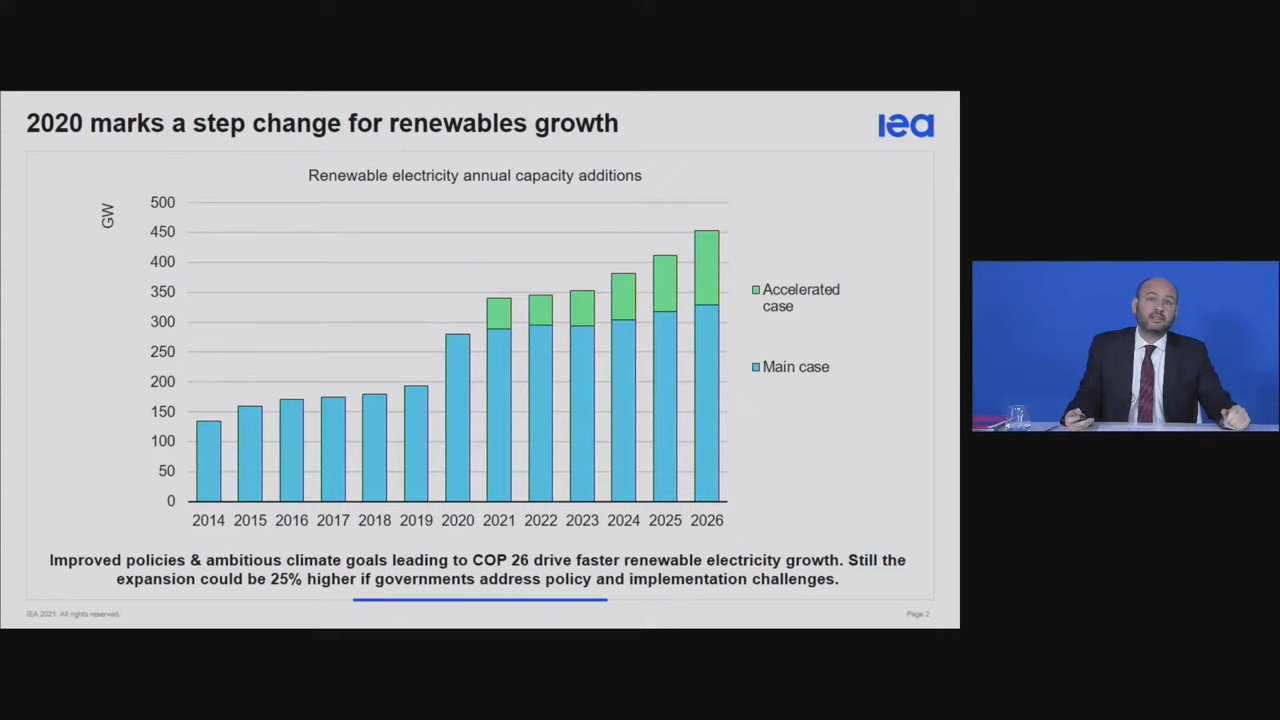 2020 marks a step change for renewables growth
iea
Renewable electricity annual capacity additions
GW
500
450
400
350
300
250
200
150
100
50
0
2014 2015 2016 2017 2018 2019 2020 2021 2022 2023 2024 2025 2026
Accelerated
case
Main case
Improved policies & ambitious climate goals leading to COP 26 drive faster renewable electricity growth. Still the
expansion could be 25% higher if governments address policy and implementation challenges.
IEA 2021. All rights reserved.
Page 2